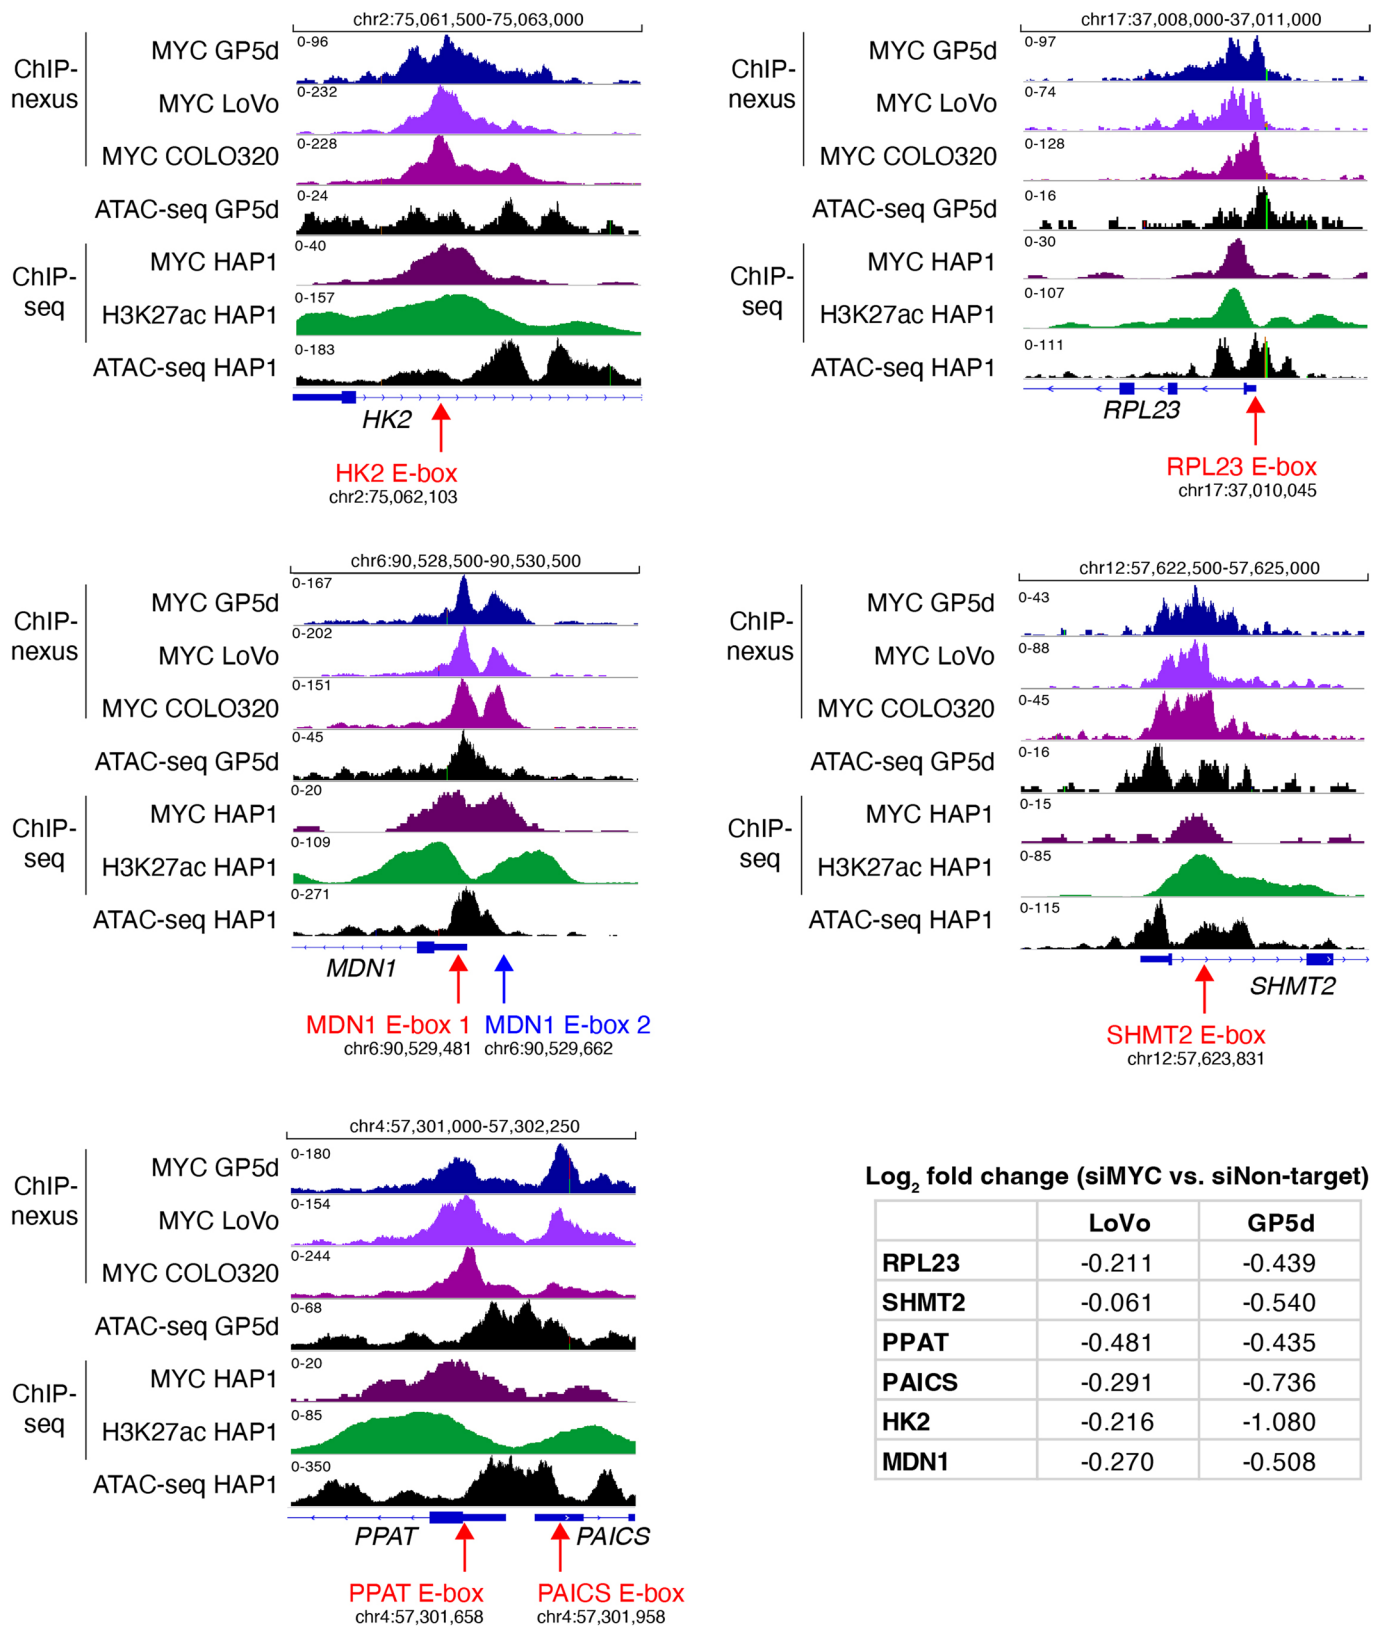 chr2:75,061,500-75,063,000
ChIP-
nexus
MYC GP5d
0-96
MYC LoVo
0-232
MYC COLO320
0-228
ATAC-seq GP5d
0-24
ChIP-
seq
MYC HAP1
0-40
H3K27ac HAP1
0-157
ATAC-seq HAP1
0-183
HK2
HK2 E-box
chr2:75,062,103
chr17:37,008,000-37,011,000
ChIP-
nexus
MYC GP5d
0-97
MYC LoVo
0-74
MYC COLO320
0-128
ATAC-seq GP5d
0-16
ChIP-
seq
MYC HAP1
0-30
H3K27ac HAP1
0-107
ATAC-seq HAP1
0-111
RPL23
RPL23 E-box
chr17:37,010,045
chr6:90,528,500-90,530,500
ChIP-
nexus
MYC GP5d
0-167
MYC LoVo
0-202
MYC COLO320
0-151
ATAC-seq GP5d
0-45
ChIP-
seq
MYC HAP1
0-20
H3K27ac HAP1
0-109
ATAC-seq HAP1
0-271
MDN1
MDN1 E-box 1 MDN1 E-box 2
chr6:90,529,481 chr6:90,529,662
chr12:57,622,500-57,625,000
ChIP-
nexus
MYC GP5d
0-43
MYC LoVo
0-88
MYC COLO320
0-45
ATAC-seq GP5d
0-16
ChIP-
seq
MYC HAP1
0-15
H3K27ac HAP1
0-85
ATAC-seq HAP1
0-115
SHMT2
SHMT2 E-box
chr12:57,623,831
chr4:57,301,000-57,302,250
ChIP-
nexus
MYC GP5d
0-180
MYC LoVo
0-154
MYC COLO320
0-244
ATAC-seq GP5d
0-68
ChIP-
seq
MYC HAP1
0-20
H3K27ac HAP1
0-85
ATAC-seq HAP1
0-350
PPAT PAICS
PPAT E-box PAICS E-box
chr4:57,301,658 chr4:57,301,958
Log2 fold change (siMYC vs. siNon-target)
LoVo GP5d
RPL23 -0.211 -0.439
SHMT2 -0.061 -0.540
PPAT -0.481 -0.435
PAICS -0.291 -0.736
HK2 -0.216 -1.080
MDN1 -0.270 -0.508